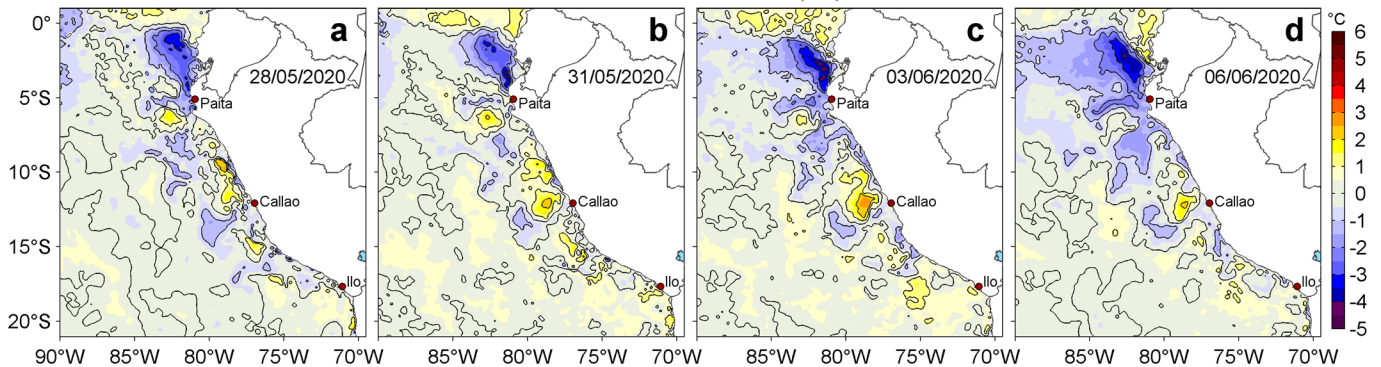 a
b
c
d
°C
28/05/2020
31/05/2020
03/06/2020
06/06/2020
0°
5°S
10°S
15°S
20°S
Paita
Callao
Ilo
Paita
Callao
Ilo
Paita
Callao
Ilo
Paita
Callao
Ilo
6
5
4
3
2
1
0
-1
-2
-3
-4
-5
90°W 85°W 80°W 75°W 70°W
85°W 80°W 75°W 70°W
85°W 80°W 75°W 70°W
85°W 80°W 75°W 70°W